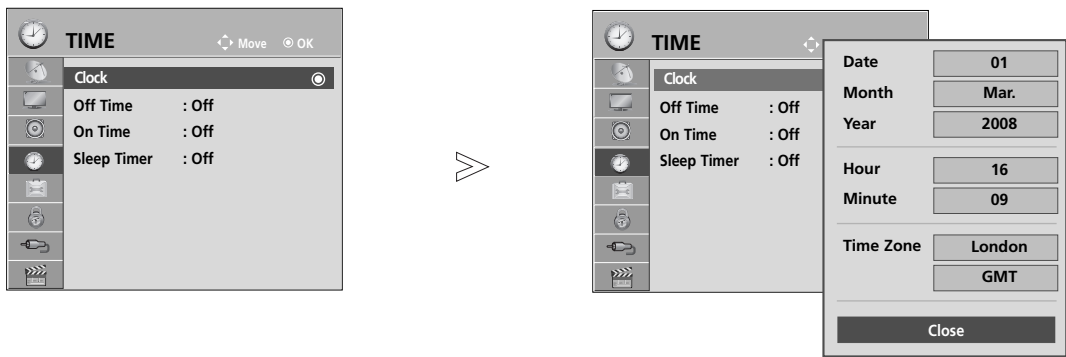 TIME Move OK
Clock
Off Time : Off
On Time : Off
Sleep Timer : Off
TIME
Clock
Off Time : Off
On Time : Off
Sleep Timer : Off
Date 01
Month Mar.
Year 2008
Hour 16
Minute 09
Time Zone London
GMT
Close